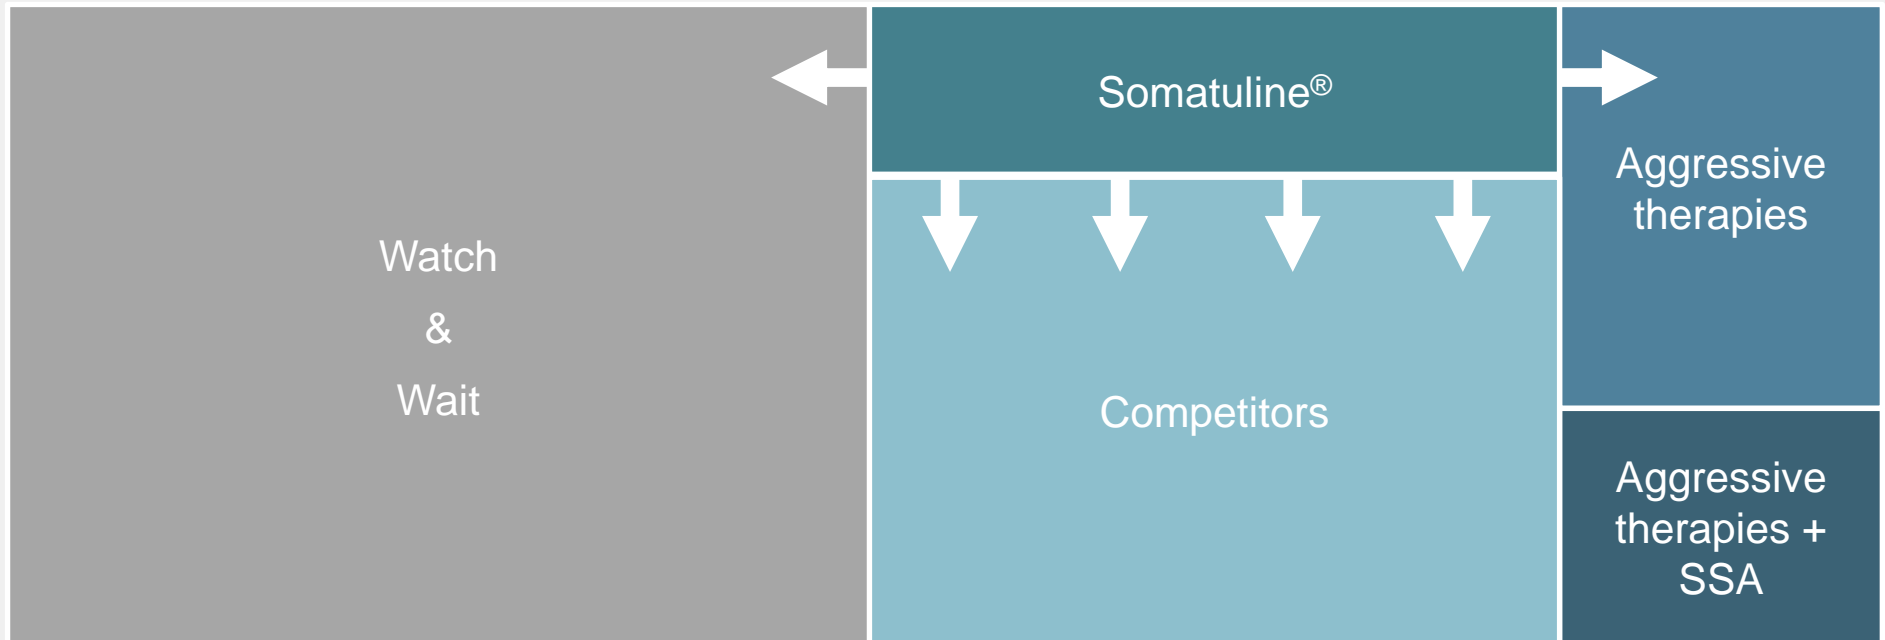 Watch
&
Wait
Somatuline®
Competitors
Aggressive
therapies
Aggressive
therapies +
SSA